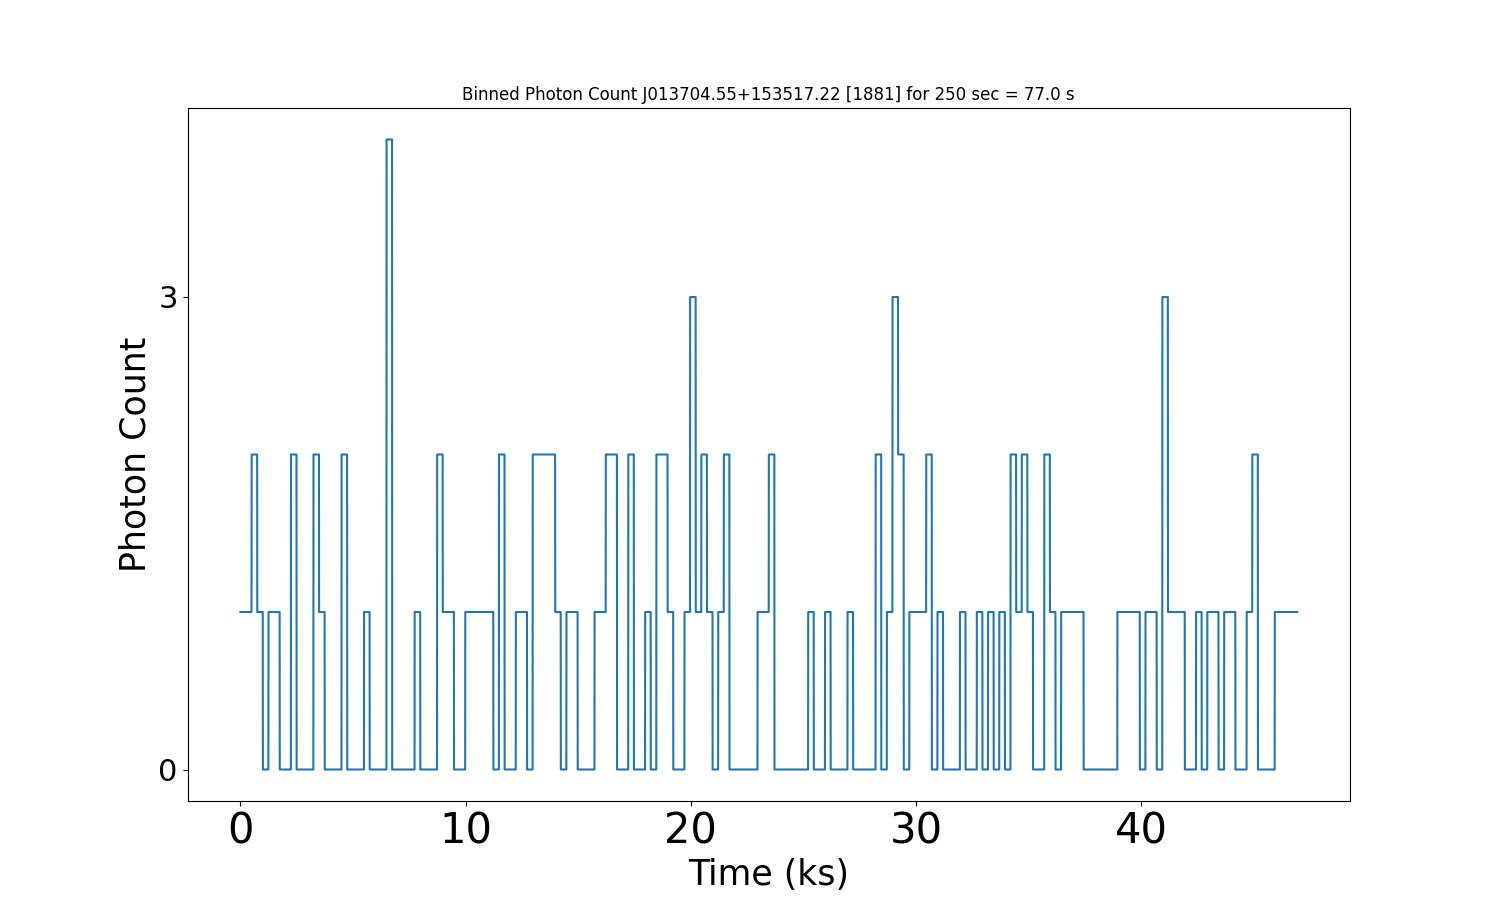 Binned Photon Count J013704.55+153517.22 [1881] for 250 sec = 77.0 s
Photon Count
3
0
0 10 20 30 40
Time (ks)